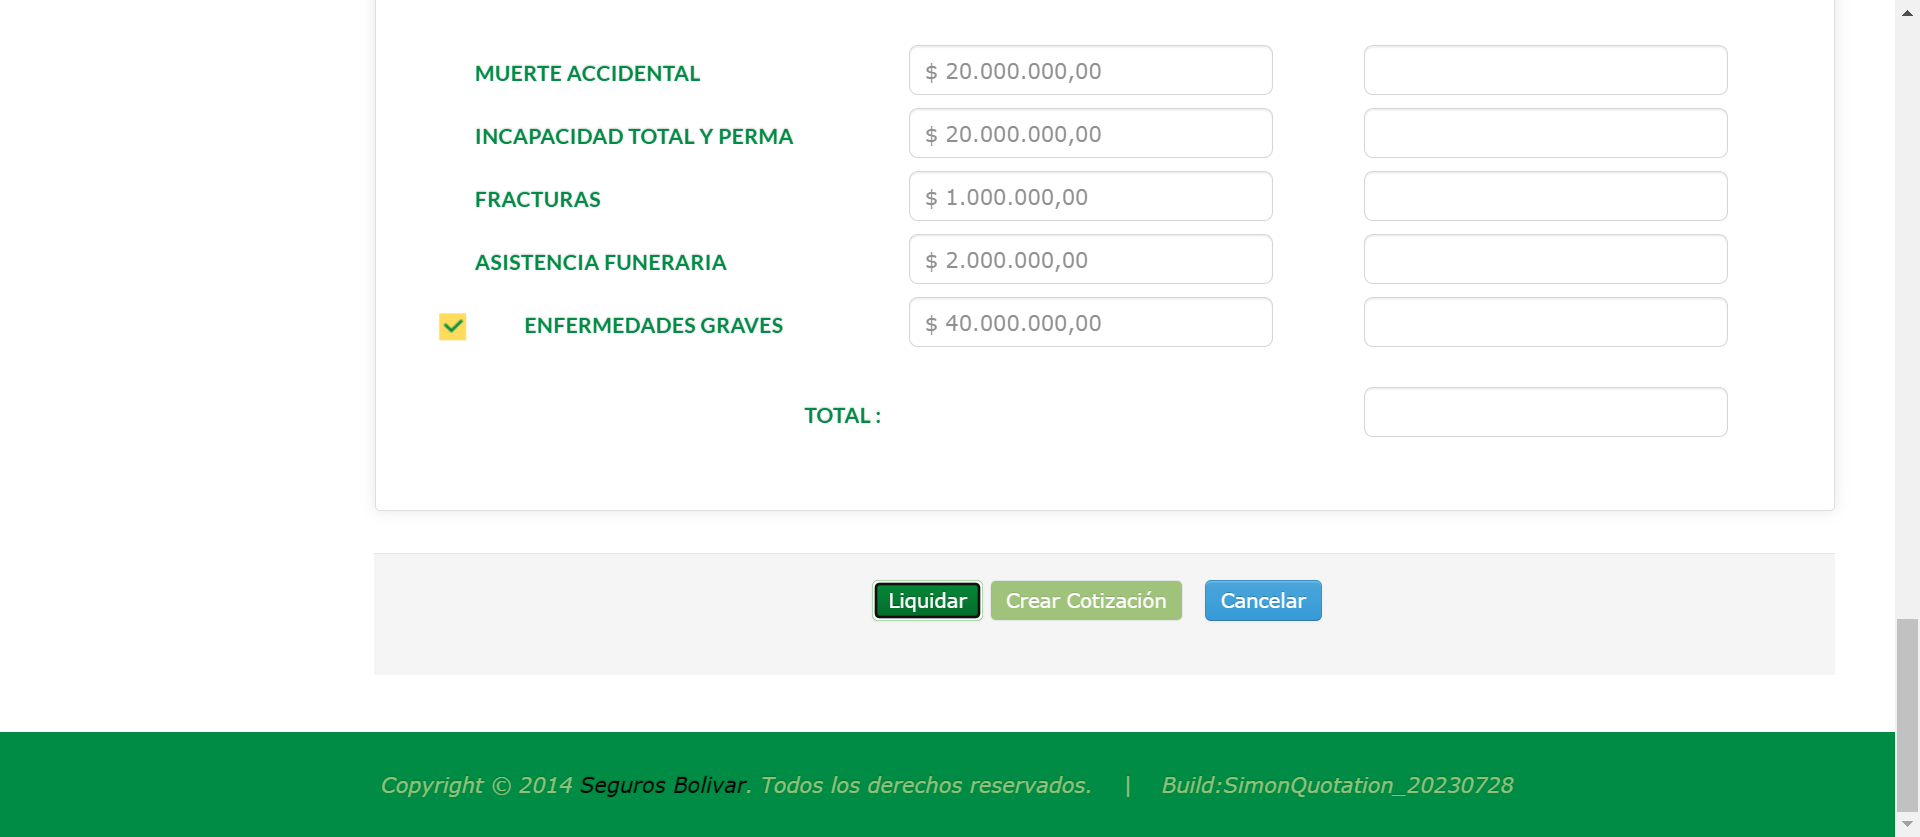 MUERTE ACCIDENTAL $ 20.000.000,00
INCAPACIDAD TOTAL Y PERMA $ 20.000.000,00
FRACTURAS $ 1.000.000,00
ASISTENCIA FUNERARIA $ 2.000.000,00
ENFERMEDADES GRAVES $ 40.000.000,00
TOTAL :
Liquidar Crear Cotización Cancelar
Copyright © 2014 Seguros Bolivar. Todos los derechos reservados. | Build:SimonQuotation_20230728